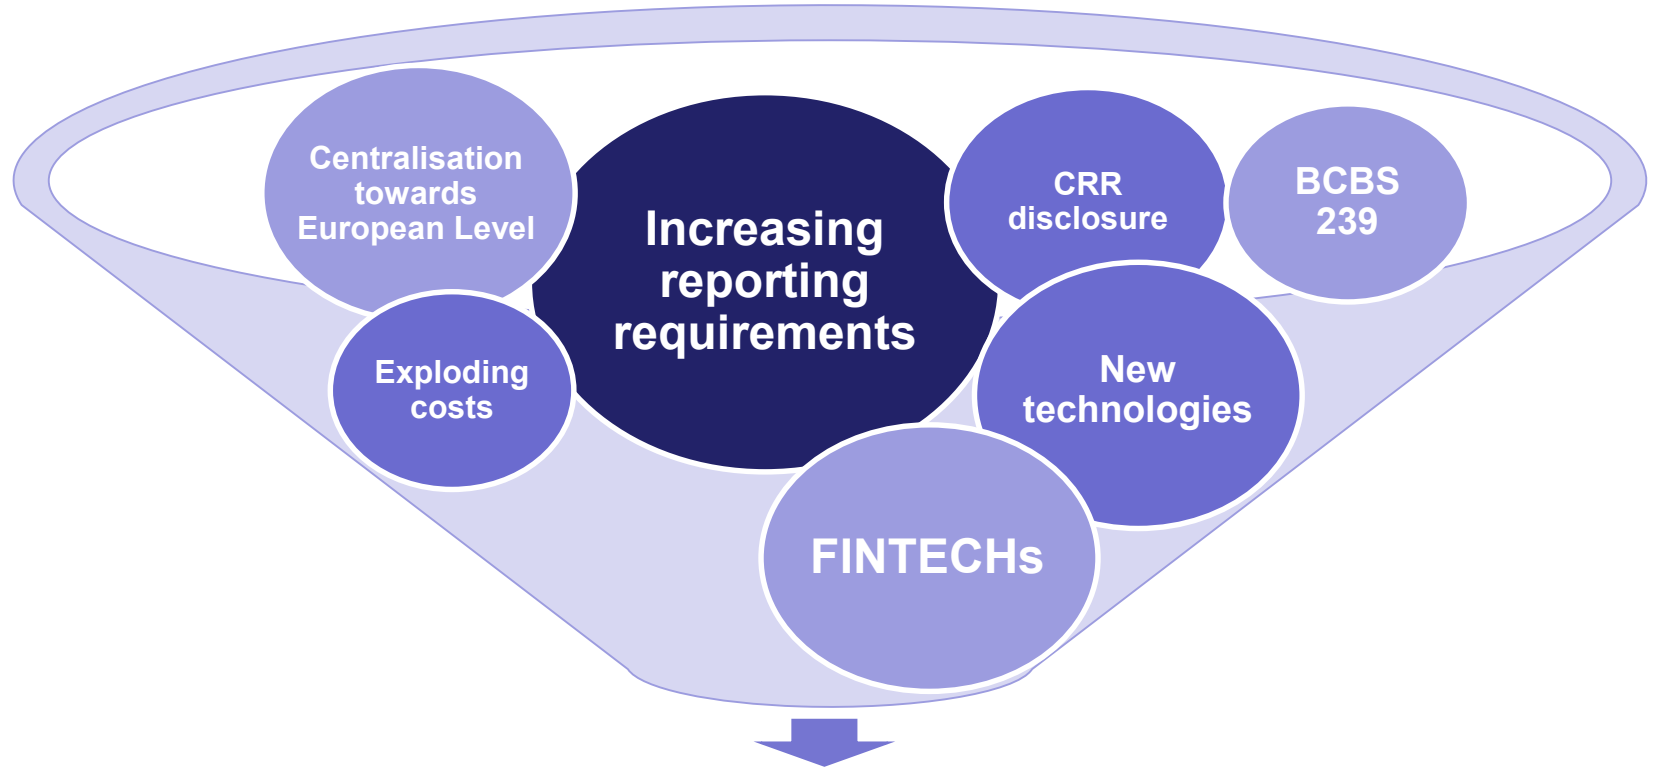 Centralisation
towards
European Level
Increasing
reporting
requirements
CRR
disclosure
BCBS
239
Exploding
costs
New
technologies
FINTECHs